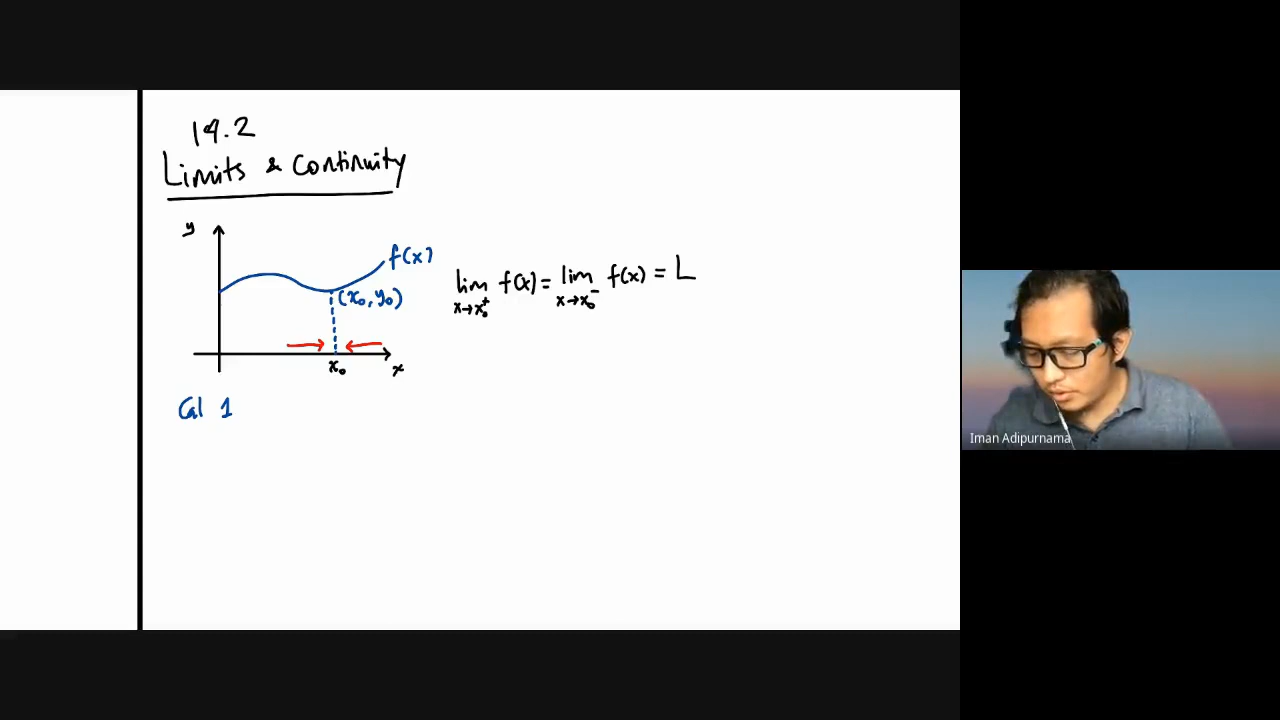 14.2
Limits & Continuity
y
f(x)
(x₀, y₀)
x₀
x
lim f(x) = lim f(x) = L
x→x₀⁺ x→x₀⁻
Cal 1
Iman Adipurnama